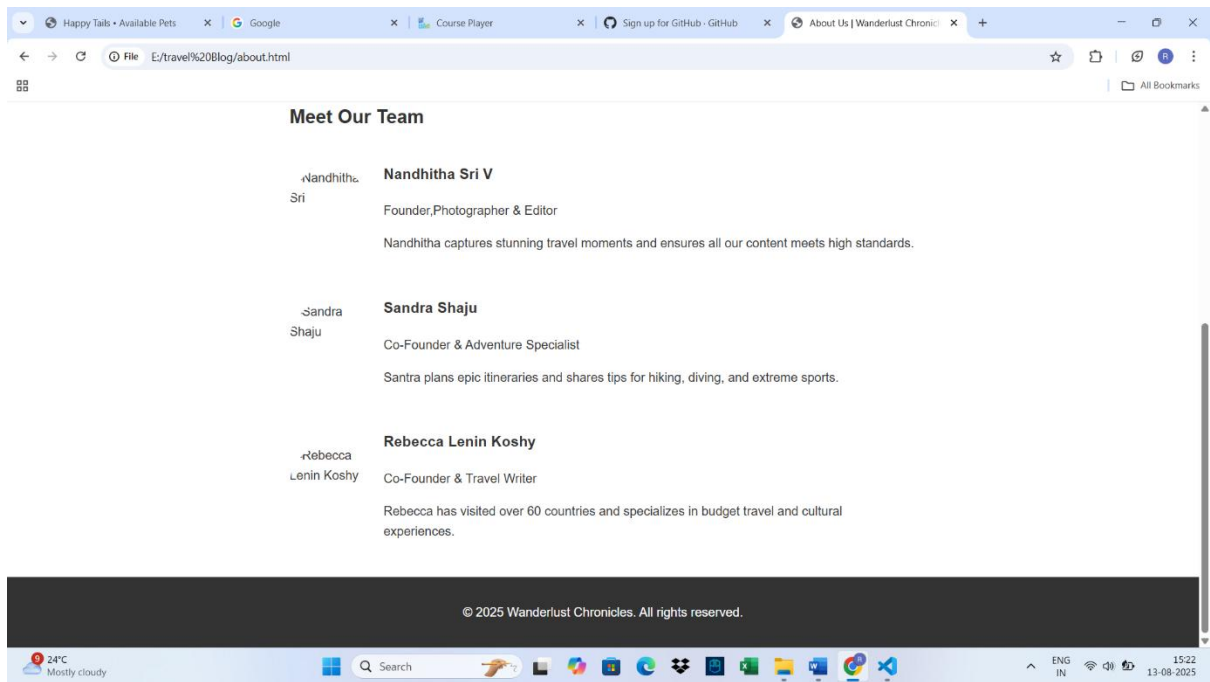 Happy Tails • Available Pets
Google
Course Player
Sign up for GitHub · GitHub
About Us | Wanderlust Chronicl
File E:/travel%20Blog/about.html
R
All Bookmarks
Meet Our Team
Nandhitha
Sri
Nandhitha Sri V
Founder,Photographer & Editor
Nandhitha captures stunning travel moments and ensures all our content meets high standards.
Sandra
Shaju
Sandra Shaju
Co-Founder & Adventure Specialist
Santra plans epic itineraries and shares tips for hiking, diving, and extreme sports.
Rebecca
Lenin Koshy
Rebecca Lenin Koshy
Co-Founder & Travel Writer
Rebecca has visited over 60 countries and specializes in budget travel and cultural
experiences.
© 2025 Wanderlust Chronicles. All rights reserved.
9
24°C
Mostly cloudy
Search
ENG
IN
15:22
13-08-2025